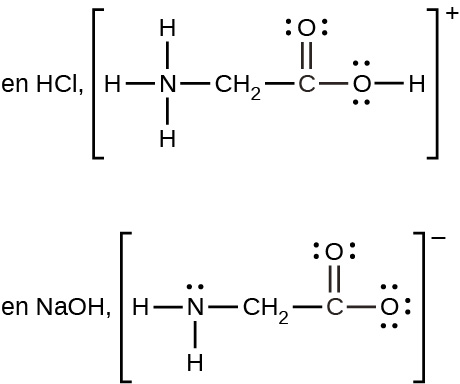 H :O: +
en HCl, H N CH2 C O H
H
:O: −
en NaOH, H N CH2 C O:
H